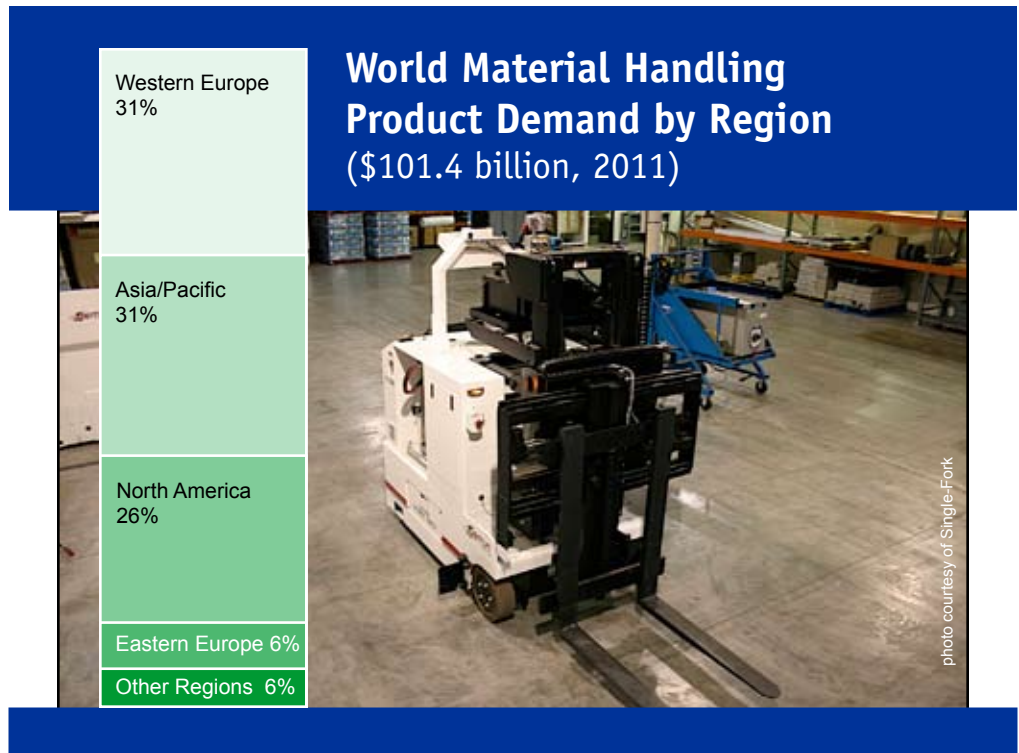 World Material Handling
Product Demand by Region
($101.4 billion, 2011)
Western Europe
31%
Asia/Pacific
31%
North America
26%
Eastern Europe 6%
Other Regions 6%
photo courtesy of Single-Fork